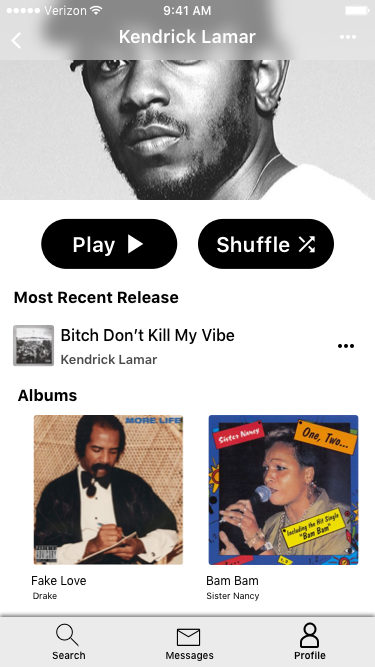 Verizon 9:41 AM
Kendrick Lamar
Play
Shuffle
Most Recent Release
Bitch Don’t Kill My Vibe
Kendrick Lamar
Albums
MORE LIFE
Sister Nancy
One, Two...
Including the Hit Single
"Bam Bam"
Fake Love
Drake
Bam Bam
Sister Nancy
Search
Messages
Profile